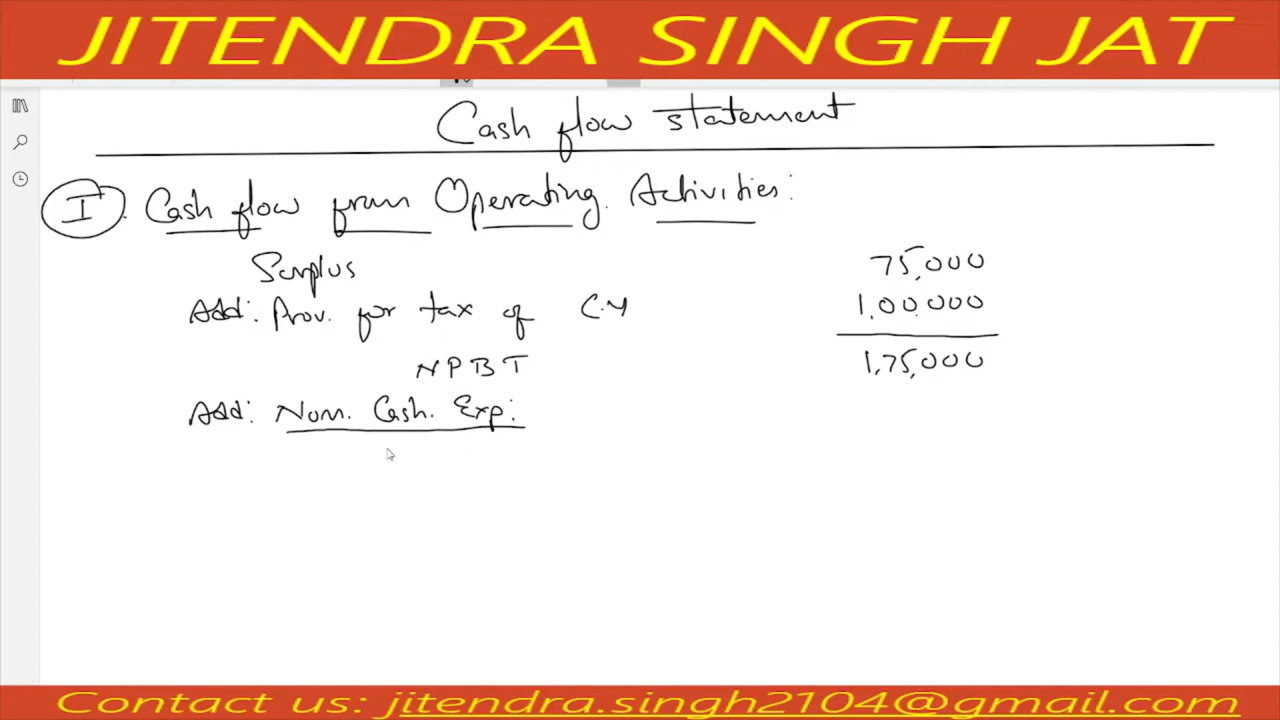 JITENDRA SINGH JAT
Cash flow statement
I. Cash flow from Operating Activities:
Surplus 75,000
Add: Prov. for tax of C.Y 1,00,000
NPBT 1,75,000
Add: Non. Cash. Exp:
Contact us: jitendra.singh2104@gmail.com